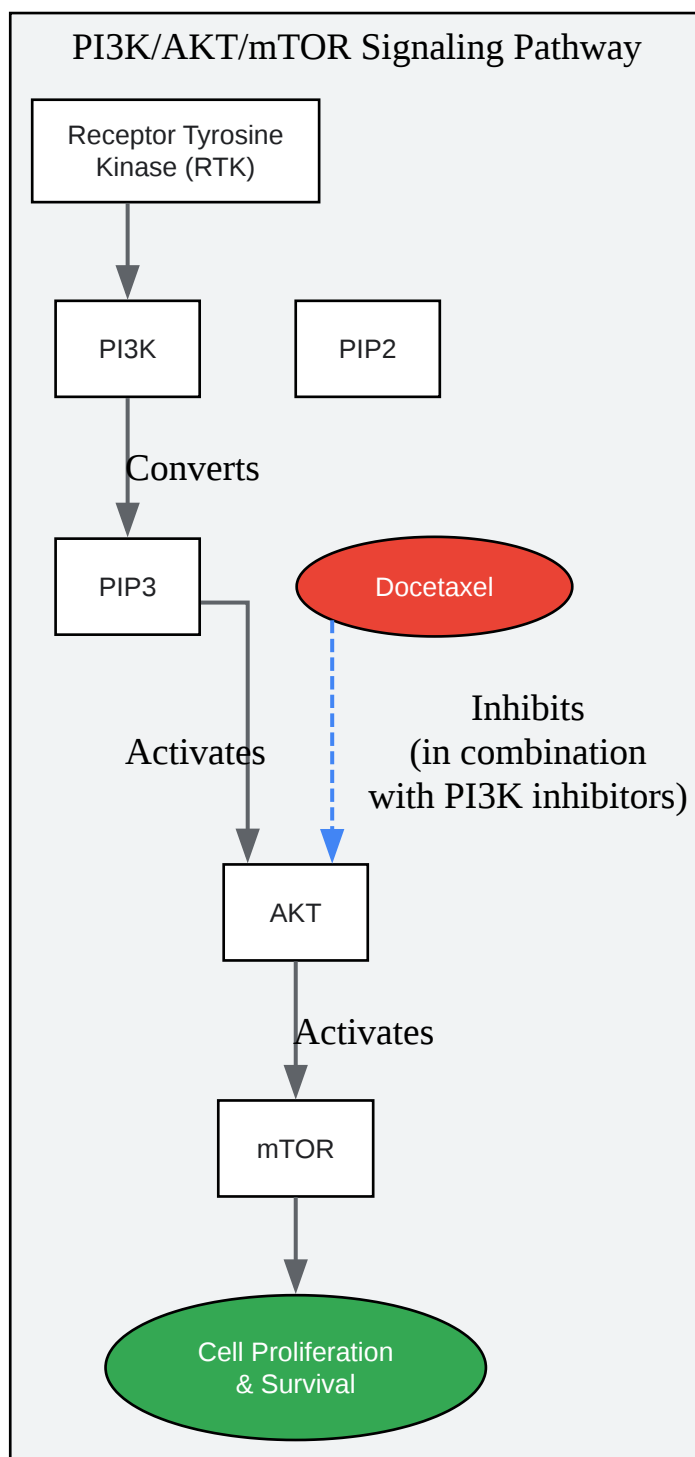 PI3K/AKT/mTOR Signaling Pathway
Receptor Tyrosine
Kinase (RTK)
PI3K
PIP2
Converts
PIP3
Docetaxel
Activates
Inhibits
(in combination
with PI3K inhibitors)
AKT
Activates
mTOR
Cell Proliferation
& Survival